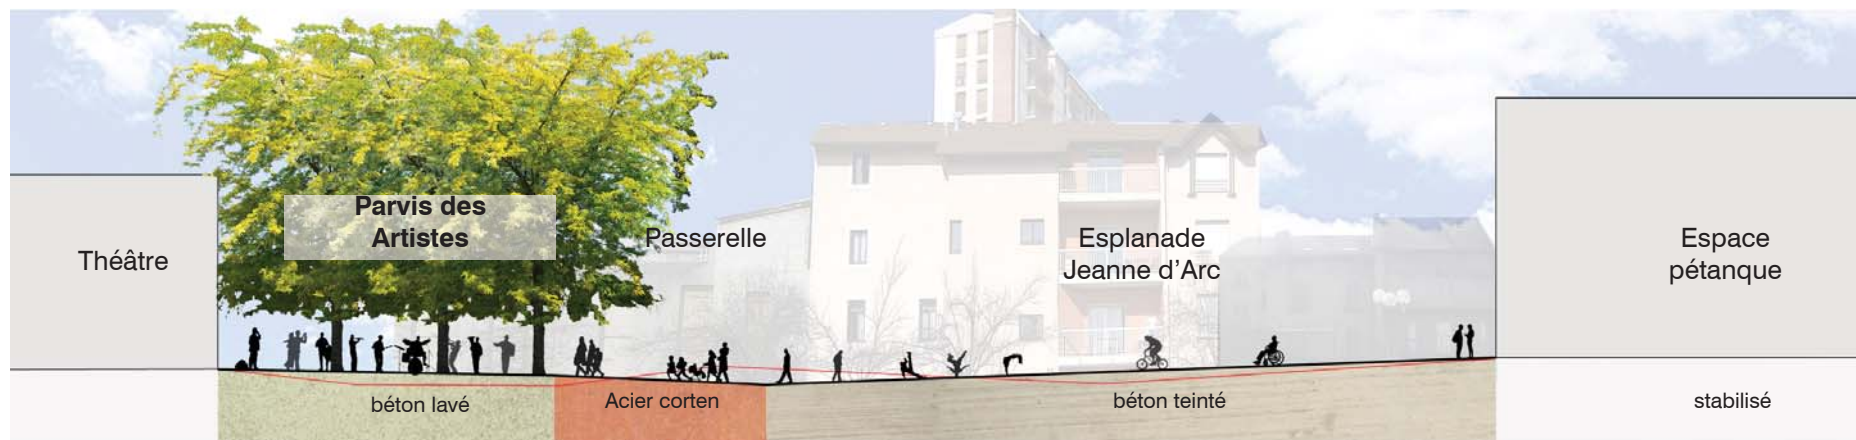 Théâtre
Parvis des
Artistes
Passerelle
Esplanade
Jeanne d’Arc
Espace
pétanque
béton lavé
Acier corten
béton teinté
stabilisé